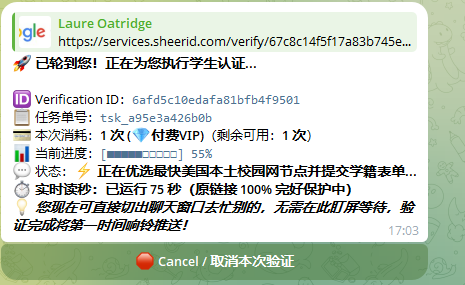 ogle
Laure Oatridge
https://services.sheerid.com/verify/67c8c14f5f17a83b745e...
🚀 已轮到您！正在为您执行学生认证...
🆔 Verification ID：6afd5c10edafa81bfb4f9501
📋 任务单号：tsk_a95e3a426b0b
💳 本次消耗：1 次 (💎付费VIP)（剩余可用：1 次）
📊 当前进度：[■■■■■□□□□□] 55%
💬 状态：⚡ 正在优选最快美国本土校园网节点并提交学籍表单...
⏱ 实时读秒：已运行 75 秒（原链接 100% 完好保护中）
💡 您现在可直接切出聊天窗口去忙别的，无需在此盯屏等待，验
证完成将第一时间响铃推送！
17:03
🔴 Cancel / 取消本次验证